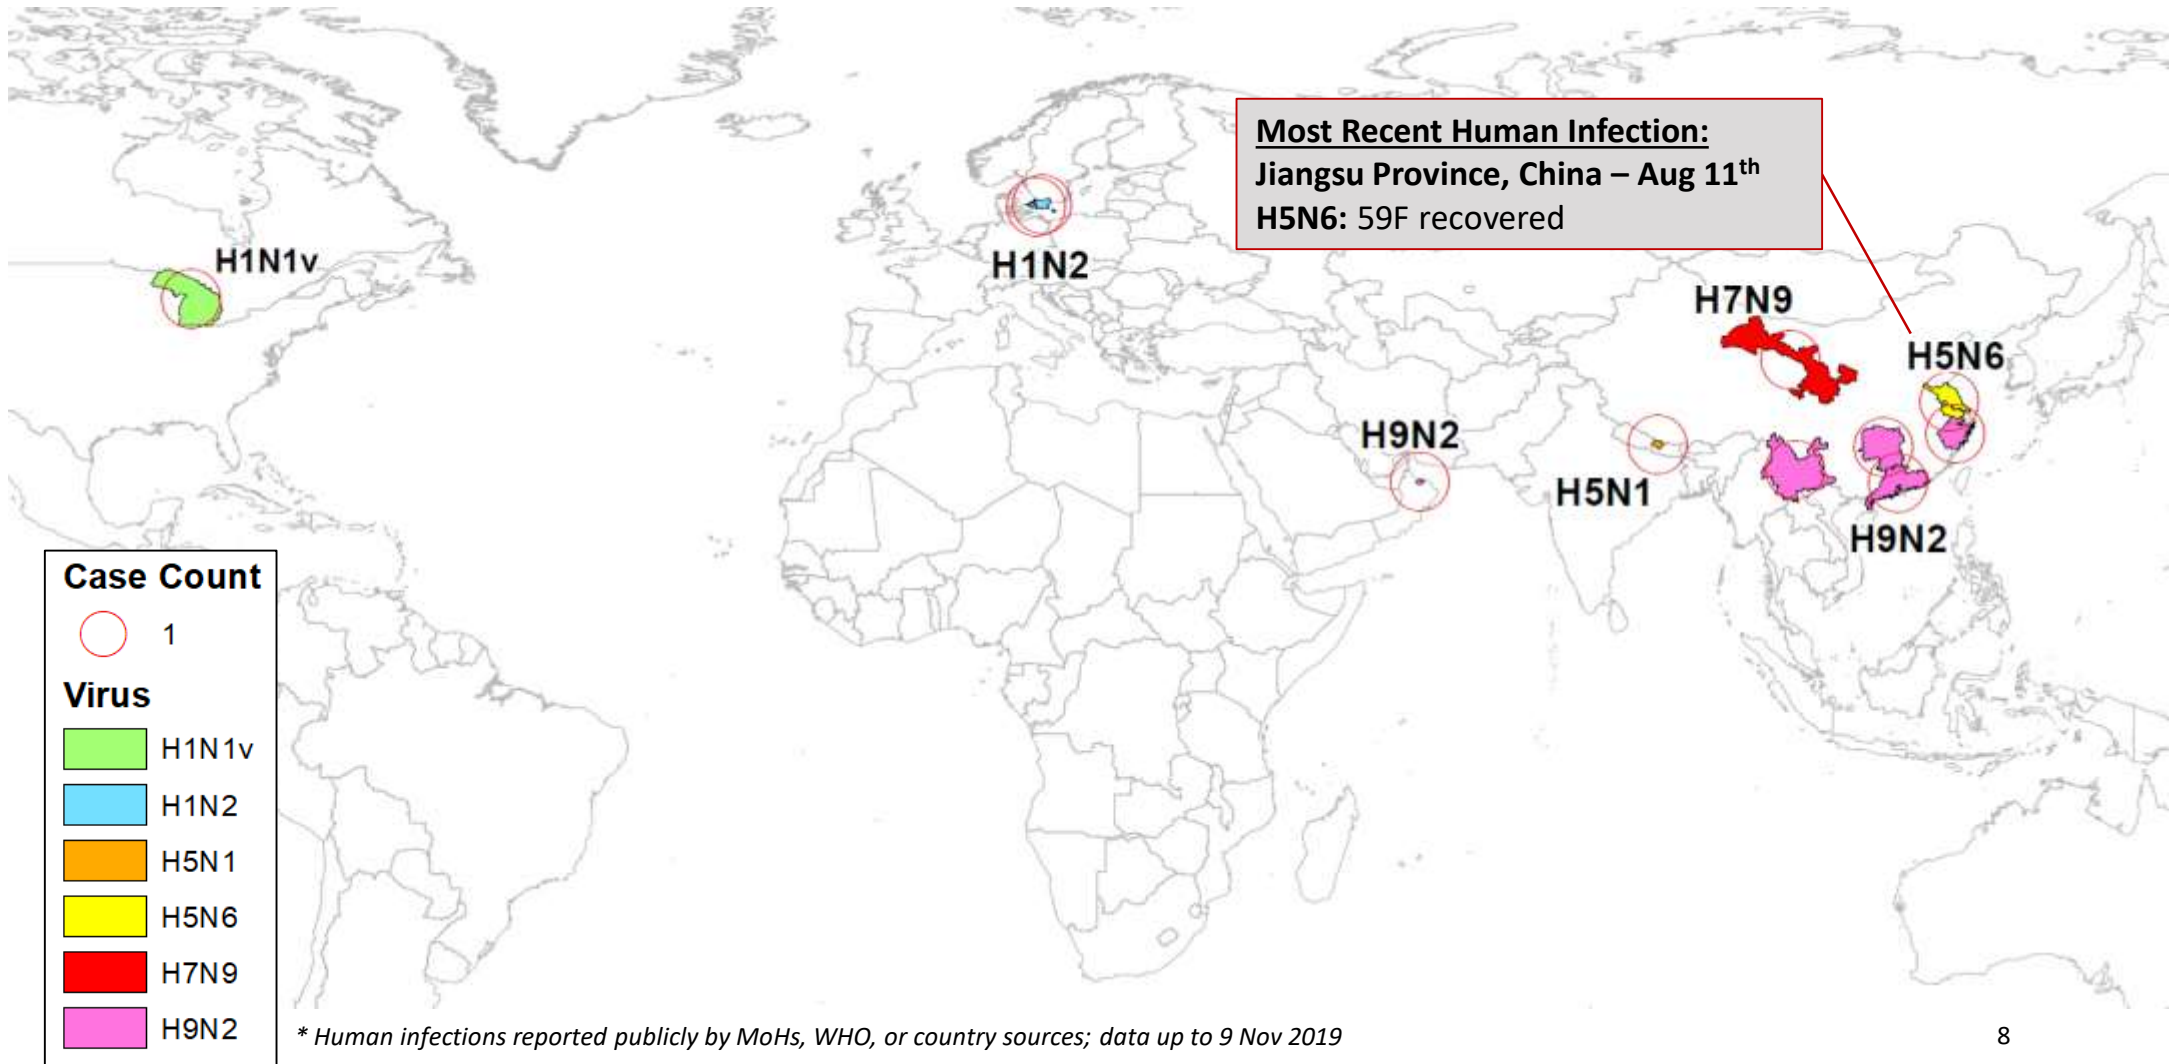 Most Recent Human Infection:
Jiangsu Province, China – Aug 11th
H5N6: 59F recovered
H1N1v
H1N2
H7N9
H5N6
H9N2
H5N1
H9N2
Case Count
1
Virus
H1N1v
H1N2
H5N1
H5N6
H7N9
H9N2
* Human infections reported publicly by MoHs, WHO, or country sources; data up to 9 Nov 2019
8